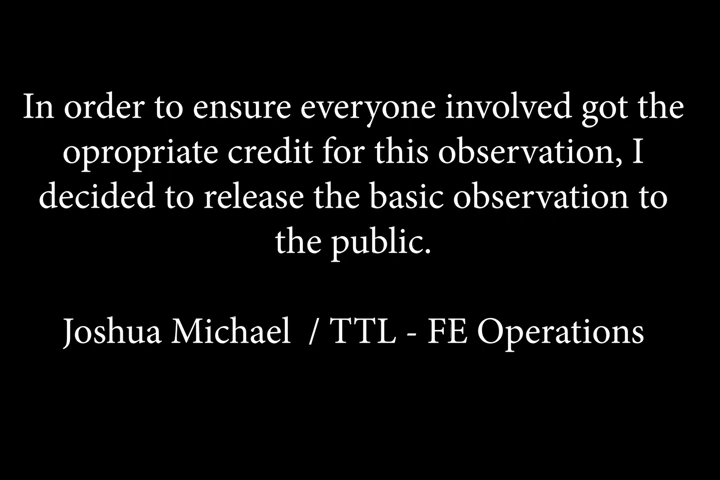 In order to ensure everyone involved got the
opropriate credit for this observation, I
decided to release the basic observation to
the public.
Joshua Michael / TTL - FE Operations